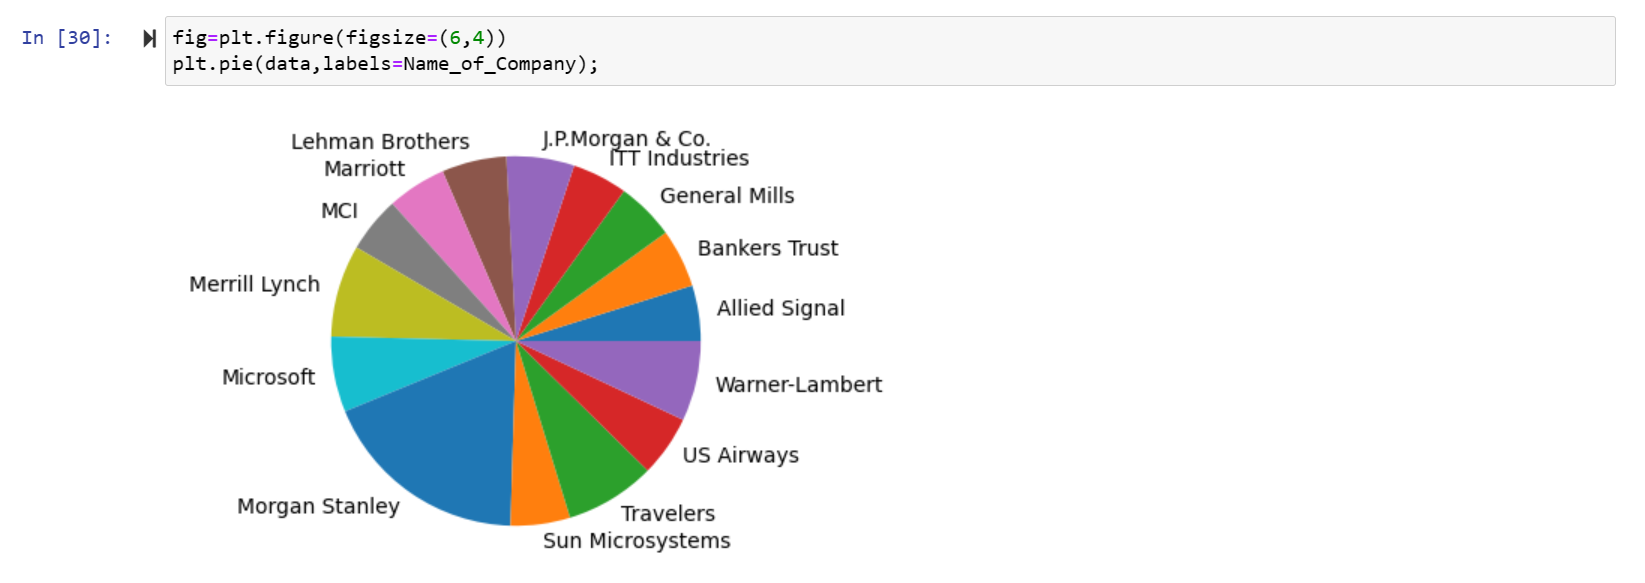 In [30]:
fig=plt.figure(figsize=(6,4))
plt.pie(data,labels=Name_of_Company);
J.P.Morgan & Co.
Lehman Brothers
ITT Industries
Marriott
General Mills
MCI
Bankers Trust
Merrill Lynch
Allied Signal
Microsoft
Warner-Lambert
US Airways
Morgan Stanley
Travelers
Sun Microsystems